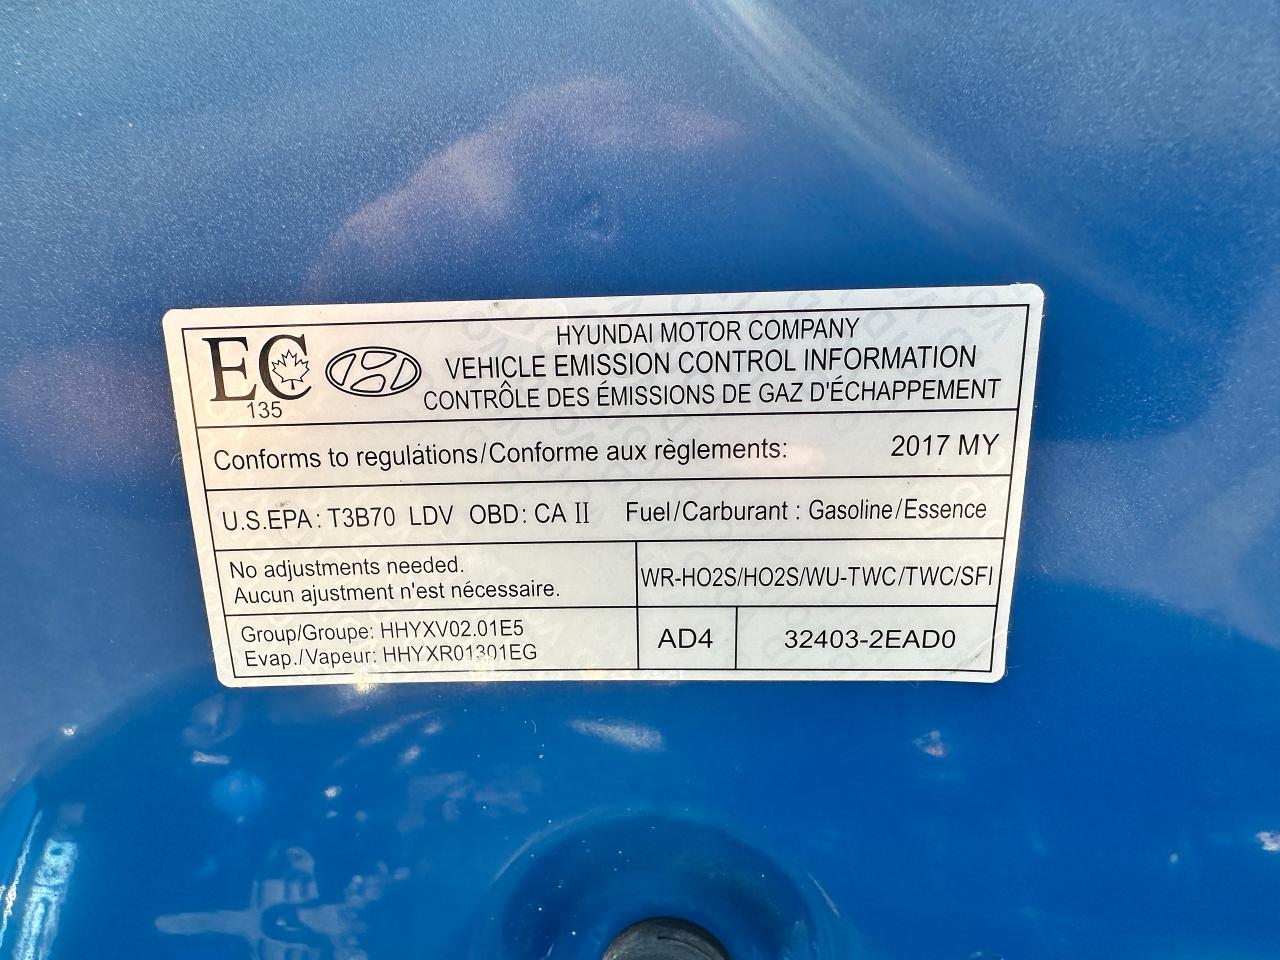 EC
135
HYUNDAI MOTOR COMPANY
VEHICLE EMISSION CONTROL INFORMATION
CONTRÔLE DES ÉMISSIONS DE GAZ D'ÉCHAPPEMENT
Conforms to regulations/Conforme aux règlements: 2017 MY
U.S.EPA : T3B70 LDV OBD: CA II Fuel/Carburant : Gasoline/Essence
No adjustments needed.
Aucun ajustment n'est nécessaire.
WR-HO2S/HO2S/WU-TWC/TWC/SFI
Group/Groupe: HHYXV02.01E5
Evap./Vapeur: HHYXR01301EG
AD4
32403-2EAD0